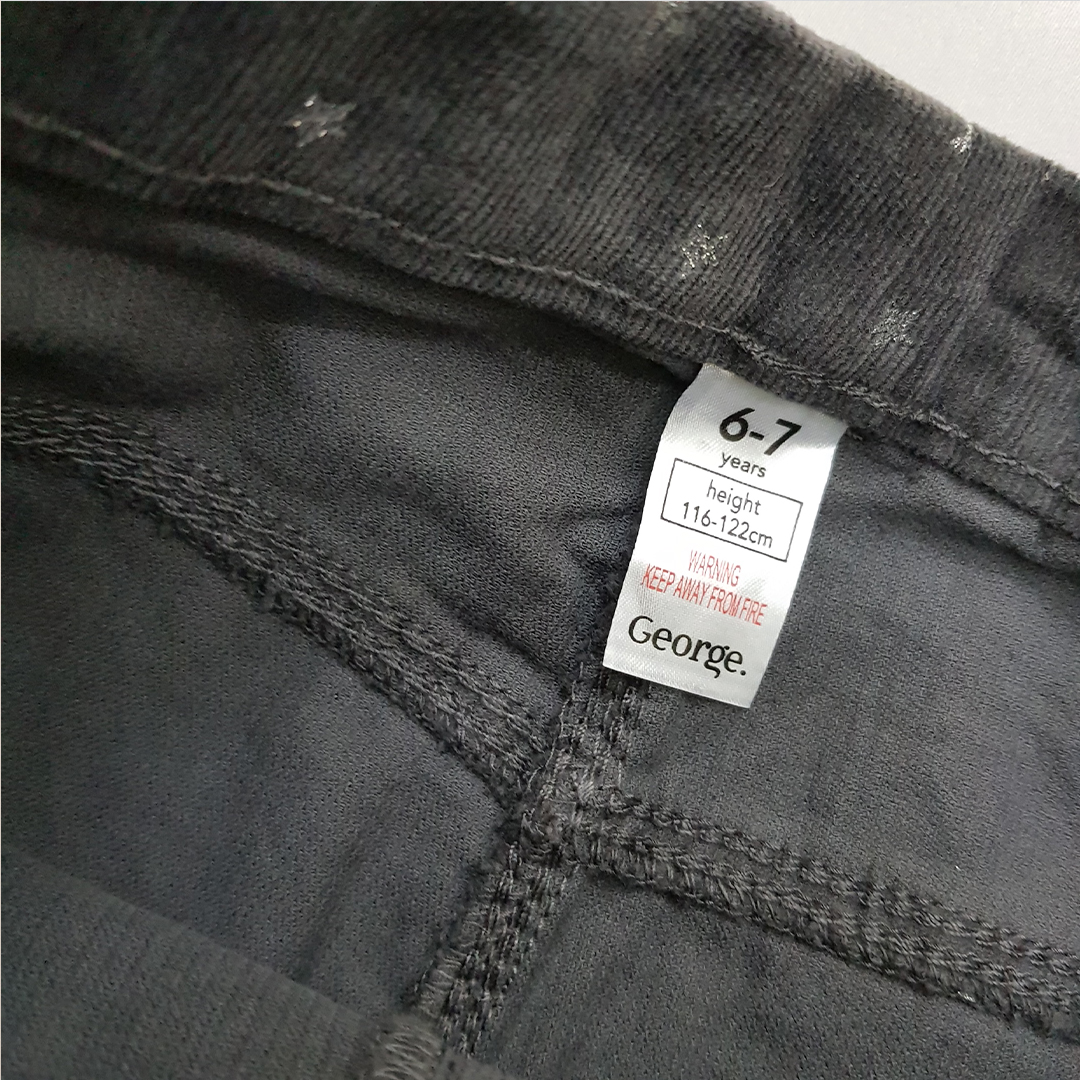 6-7
years
height
116-122cm
WARNING
KEEP AWAY FROM FIRE
George.